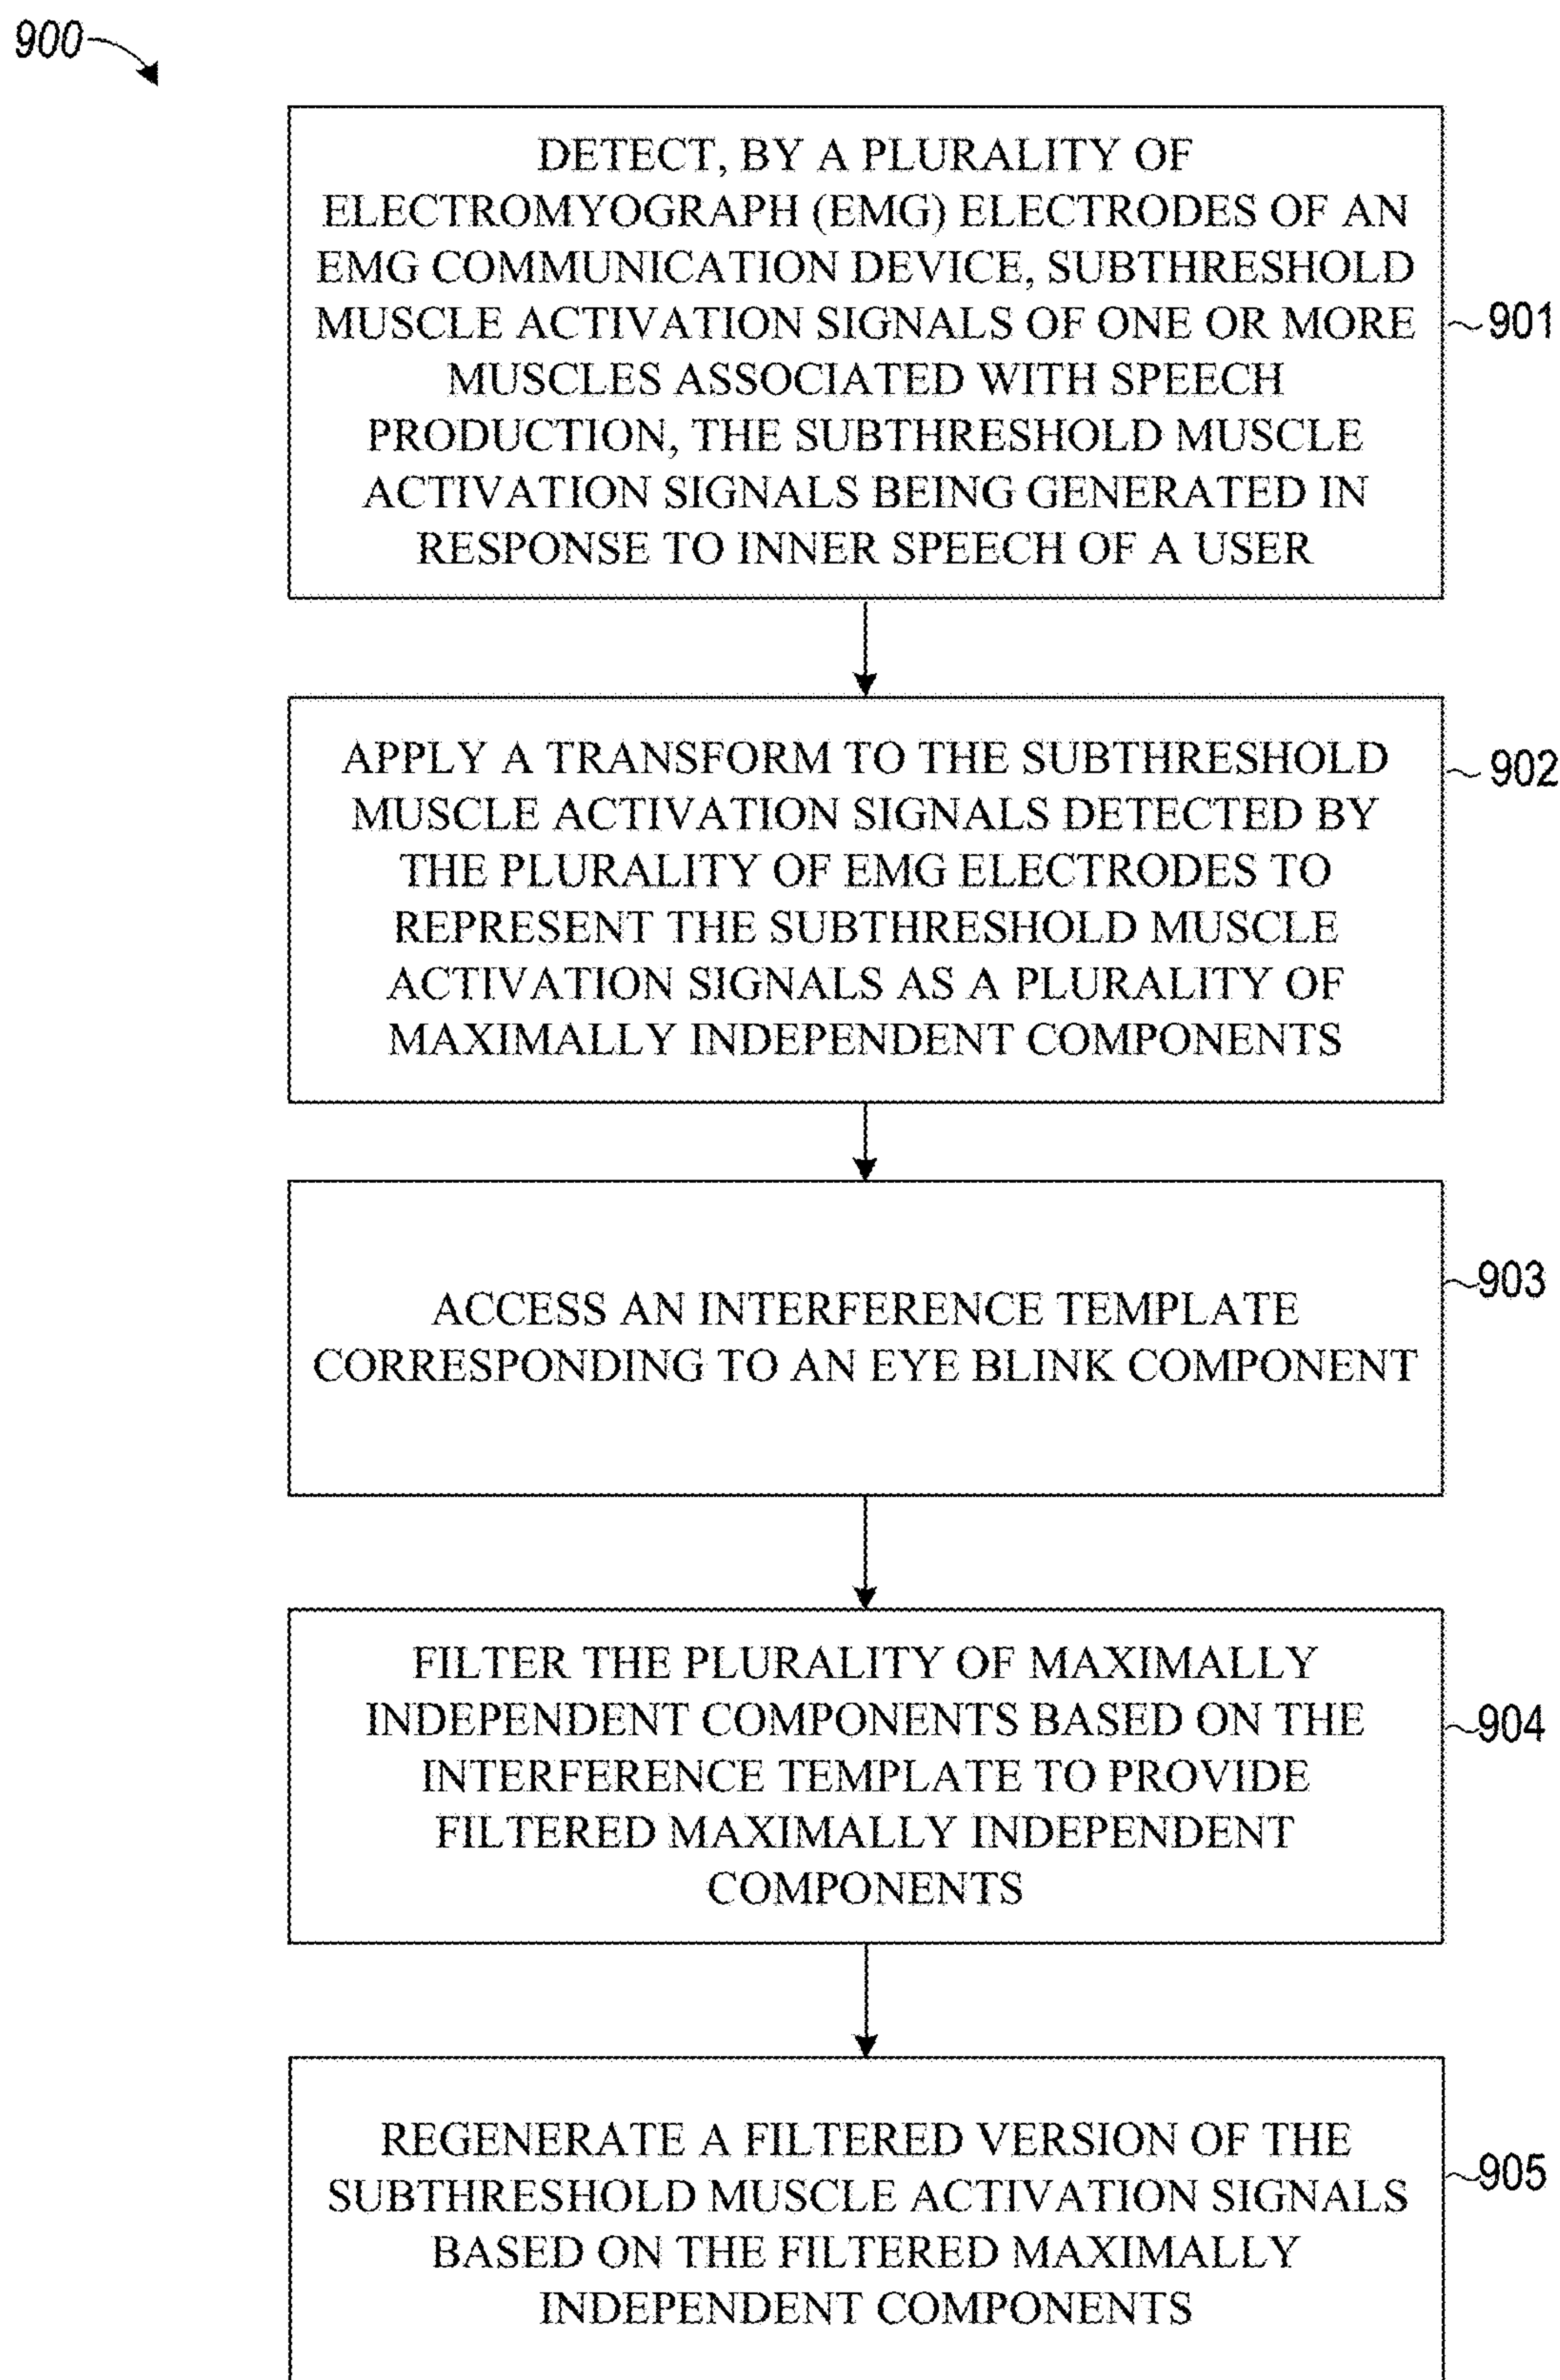 900
DETECT, BY A PLURALITY OF
ELECTROMYOGRAPH (EMG) ELECTRODES OF AN
EMG COMMUNICATION DEVICE, SUBTHRESHOLD
MUSCLE ACTIVATION SIGNALS OF ONE OR MORE
MUSCLES ASSOCIATED WITH SPEECH
PRODUCTION, THE SUBTHRESHOLD MUSCLE
ACTIVATION SIGNALS BEING GENERATED IN
RESPONSE TO INNER SPEECH OF A USER
901
APPLY A TRANSFORM TO THE SUBTHRESHOLD
MUSCLE ACTIVATION SIGNALS DETECTED BY
THE PLURALITY OF EMG ELECTRODES TO
REPRESENT THE SUBTHRESHOLD MUSCLE
ACTIVATION SIGNALS AS A PLURALITY OF
MAXIMALLY INDEPENDENT COMPONENTS
902
ACCESS AN INTERFERENCE TEMPLATE
CORRESPONDING TO AN EYE BLINK COMPONENT
903
FILTER THE PLURALITY OF MAXIMALLY
INDEPENDENT COMPONENTS BASED ON THE
INTERFERENCE TEMPLATE TO PROVIDE
FILTERED MAXIMALLY INDEPENDENT
COMPONENTS
904
REGENERATE A FILTERED VERSION OF THE
SUBTHRESHOLD MUSCLE ACTIVATION SIGNALS
BASED ON THE FILTERED MAXIMALLY
INDEPENDENT COMPONENTS
905